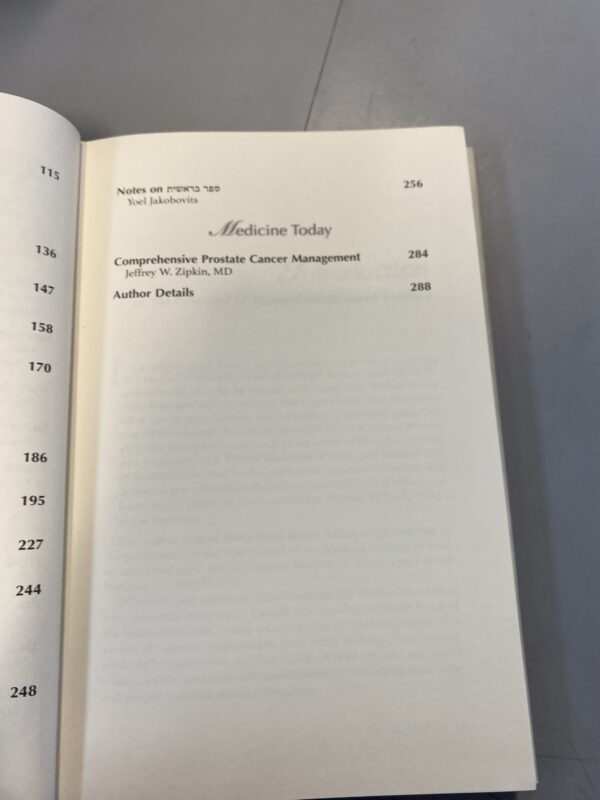 115
136
147
158
170
186
195
227
244
248
Notes on ספר בראשית 256
Yoel Jakobovits
Medicine Today
Comprehensive Prostate Cancer Management 284
Jeffrey W. Zipkin, MD
Author Details 288